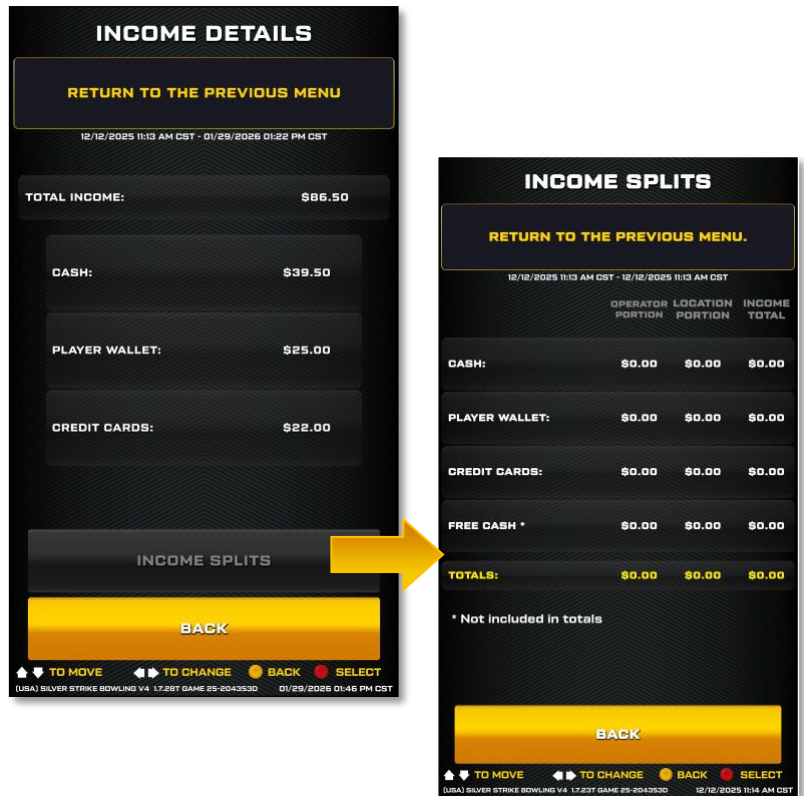 INCOME DETAILS
RETURN TO THE PREVIOUS MENU
12/12/2025 11:13 AM CST - 01/29/2026 01:22 PM CST
TOTAL INCOME: $86.50
CASH: $39.50
PLAYER WALLET: $25.00
CREDIT CARDS: $22.00
INCOME SPLITS
BACK
TO MOVE TO CHANGE BACK SELECT
(USA) SILVER STRIKE BOWLING V4 1.7.28T GAME 25-204353D 01/29/2026 01:46 PM CST
INCOME SPLITS
RETURN TO THE PREVIOUS MENU.
12/12/2025 11:13 AM CST - 12/12/2025 11:13 AM CST
OPERATOR LOCATION INCOME
PORTION PORTION TOTAL
CASH: $0.00 $0.00 $0.00
PLAYER WALLET: $0.00 $0.00 $0.00
CREDIT CARDS: $0.00 $0.00 $0.00
FREE CASH * $0.00 $0.00 $0.00
TOTALS: $0.00 $0.00 $0.00
* Not included in totals
BACK
TO MOVE TO CHANGE BACK SELECT
(USA) SILVER STRIKE BOWLING V4 1.7.23T GAME 25-204353D 12/12/2025 11:14 AM CST